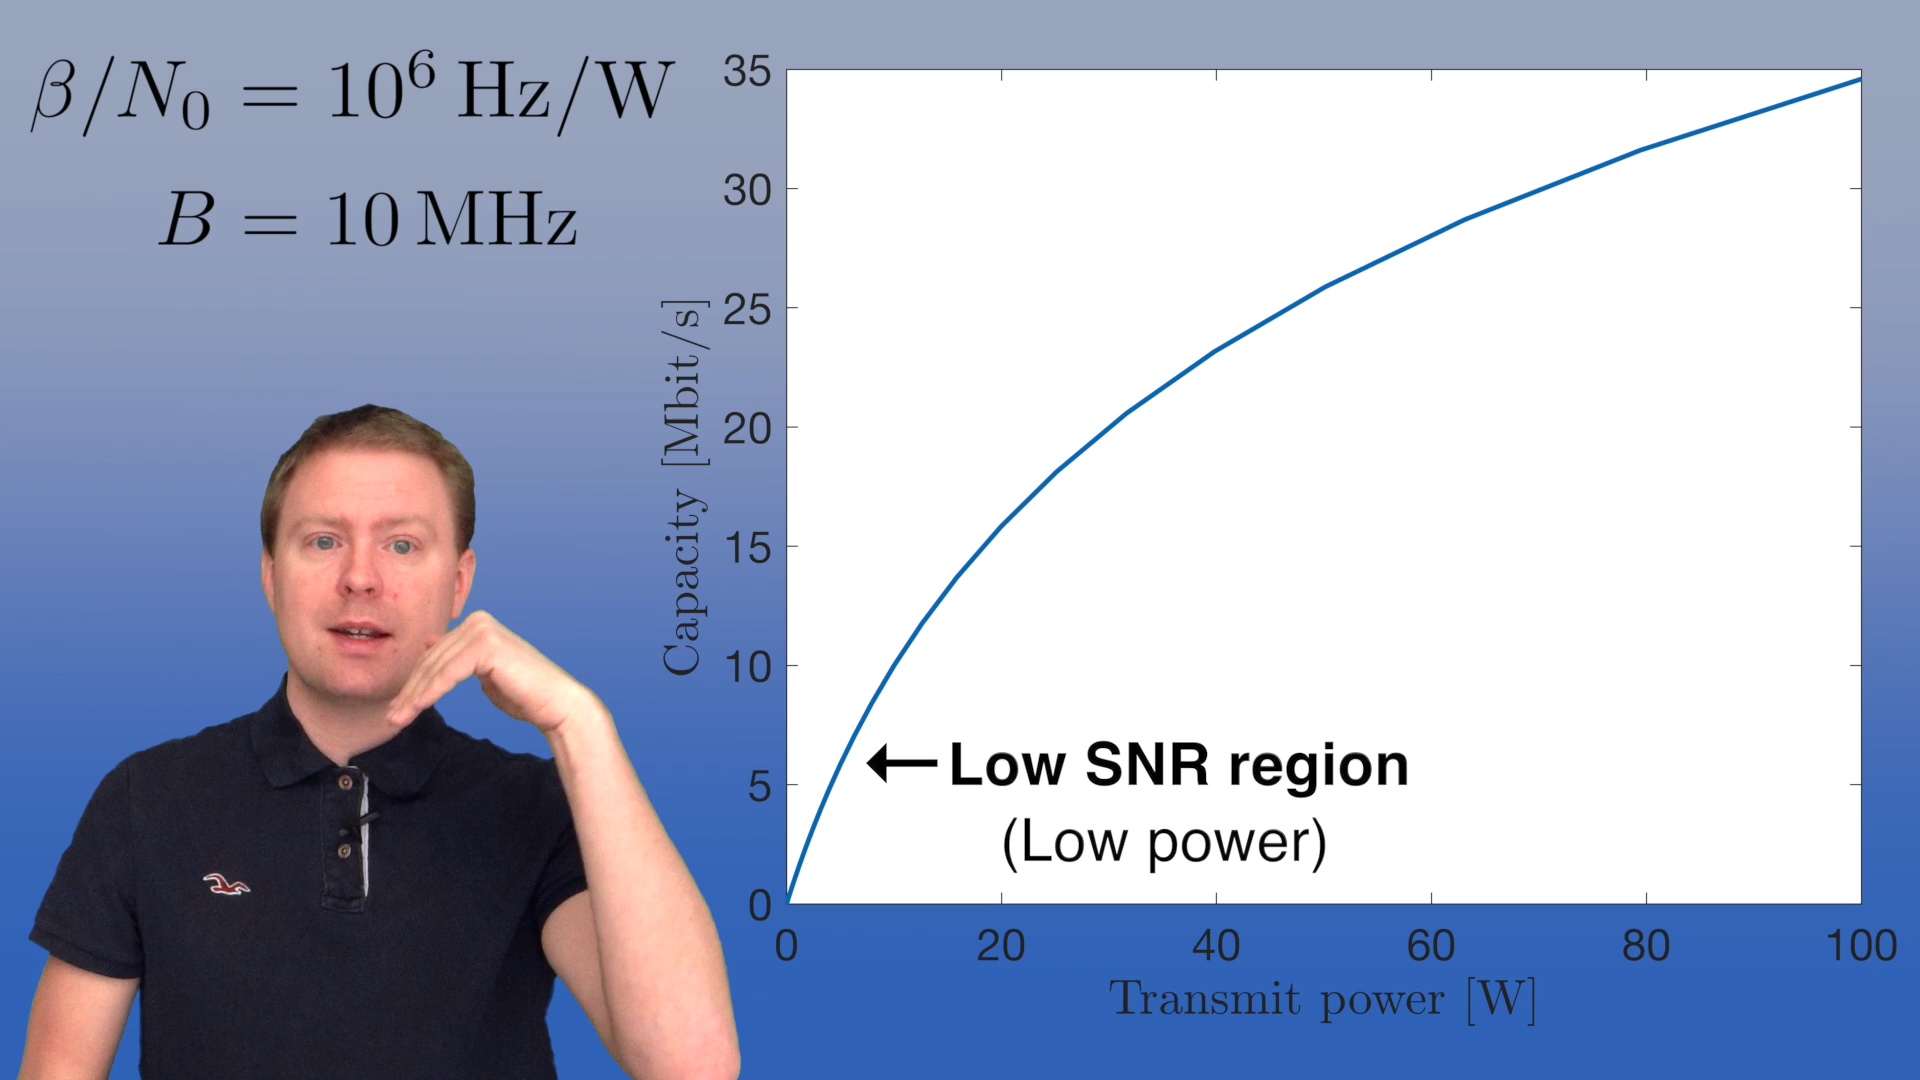 β/N₀ = 10⁶ Hz/W
B = 10 MHz
Capacity [Mbit/s]
35
30
25
20
15
10
5
0
Low SNR region
(Low power)
0 20 40 60 80 100
Transmit power [W]